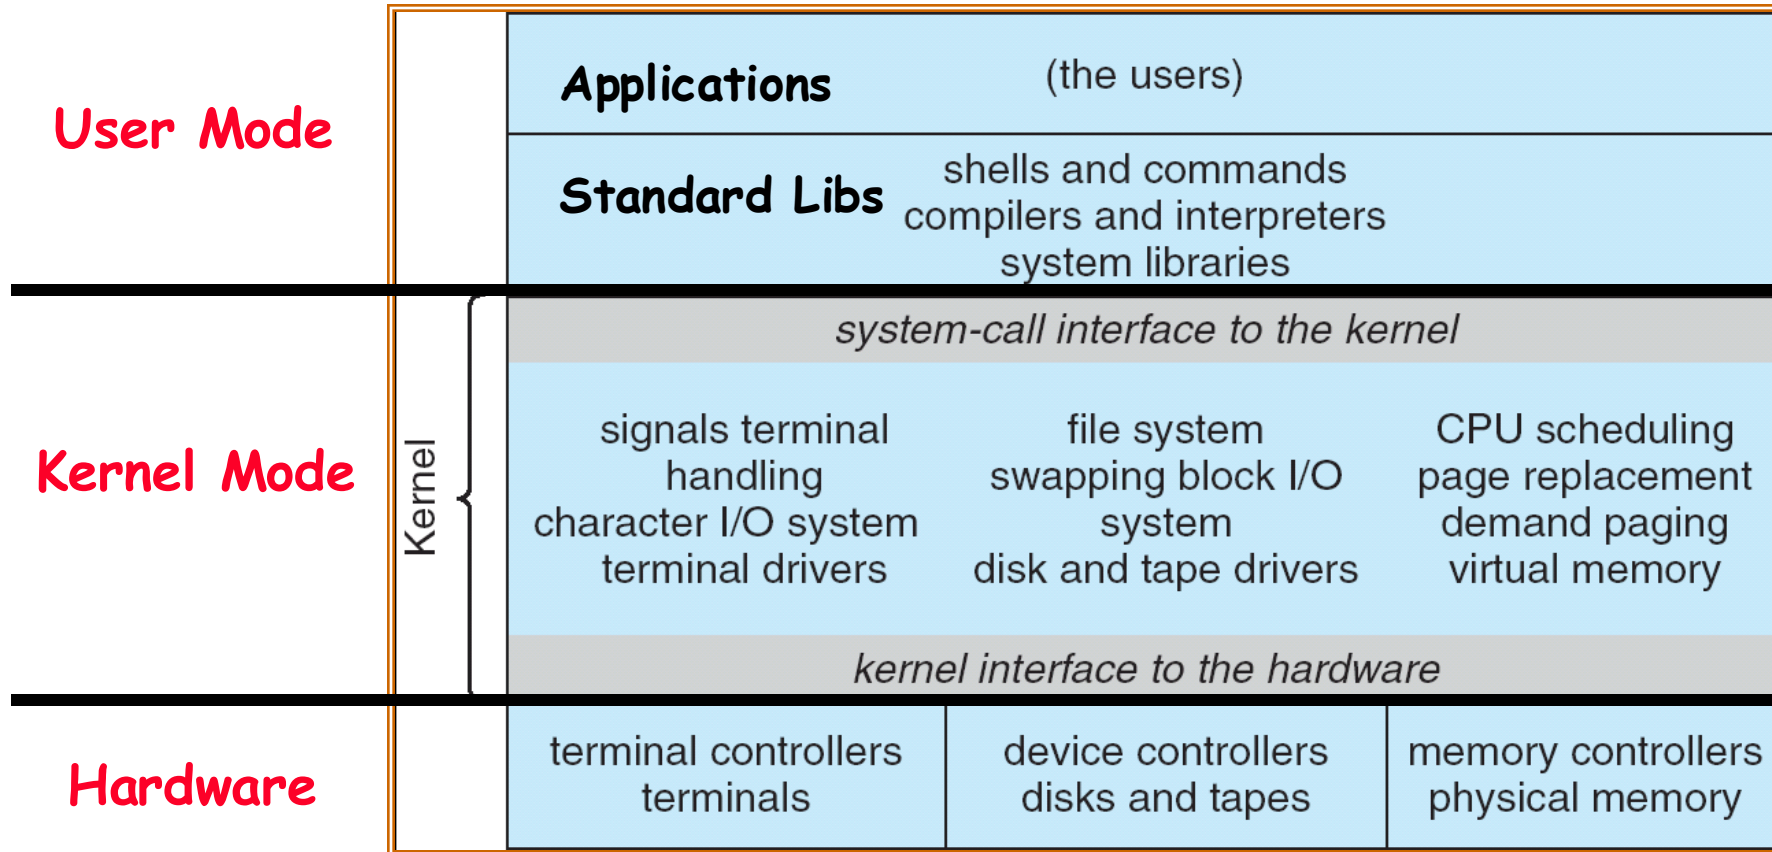 User Mode
Applications
(the users)
Standard Libs
shells and commands
compilers and interpreters
system libraries
Kernel Mode
Kernel
system-call interface to the kernel
signals terminal
handling
character I/O system
terminal drivers
file system
swapping block I/O
system
disk and tape drivers
CPU scheduling
page replacement
demand paging
virtual memory
kernel interface to the hardware
Hardware
terminal controllers
terminals
device controllers
disks and tapes
memory controllers
physical memory